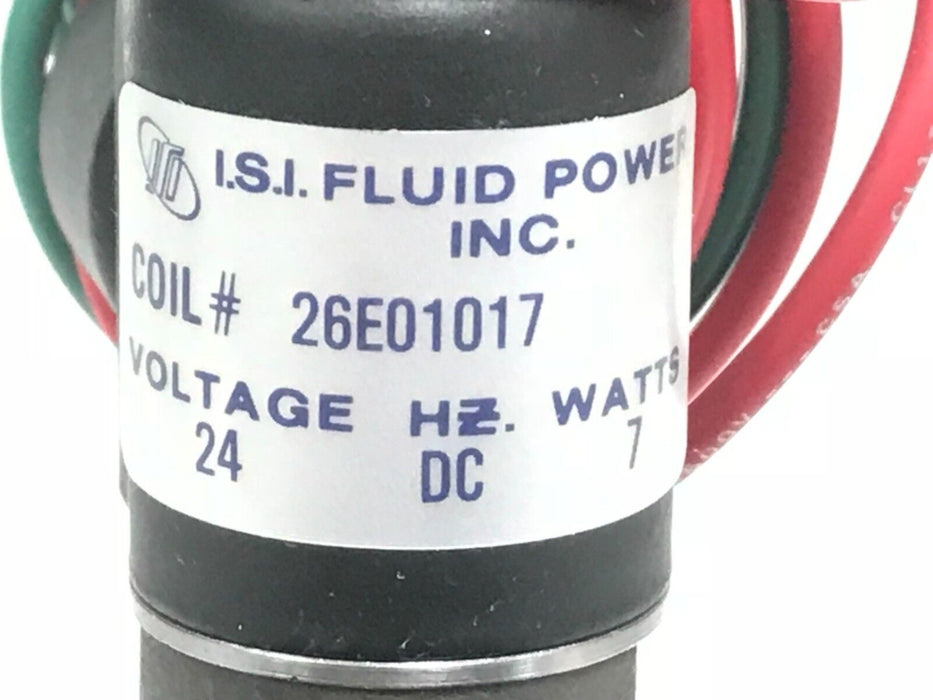 I.S.I. FLUID POWER
INC.
COIL# 26E01017
VOLTAGE HZ. WATTS
24 DC 7